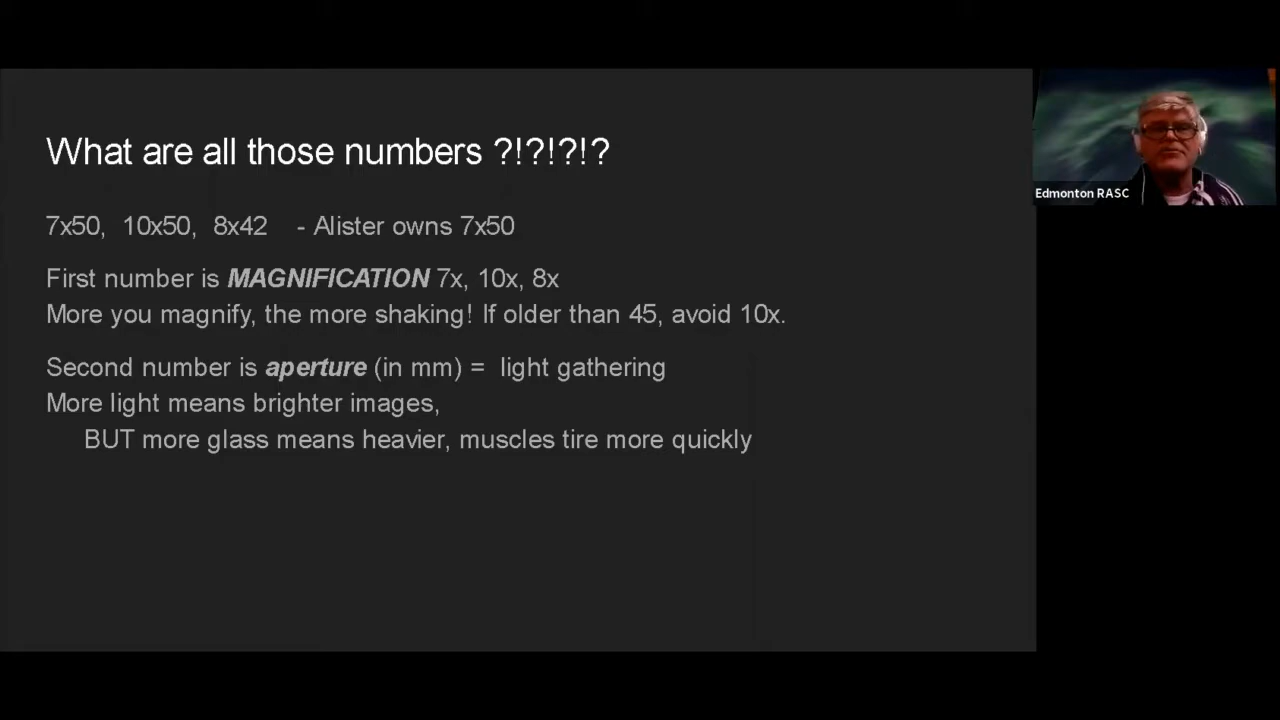 What are all those numbers ?!?!?!?
7x50, 10x50, 8x42 - Alister owns 7x50
First number is MAGNIFICATION 7x, 10x, 8x
More you magnify, the more shaking! If older than 45, avoid 10x.
Second number is aperture (in mm) = light gathering
More light means brighter images,
BUT more glass means heavier, muscles tire more quickly
Edmonton RASC